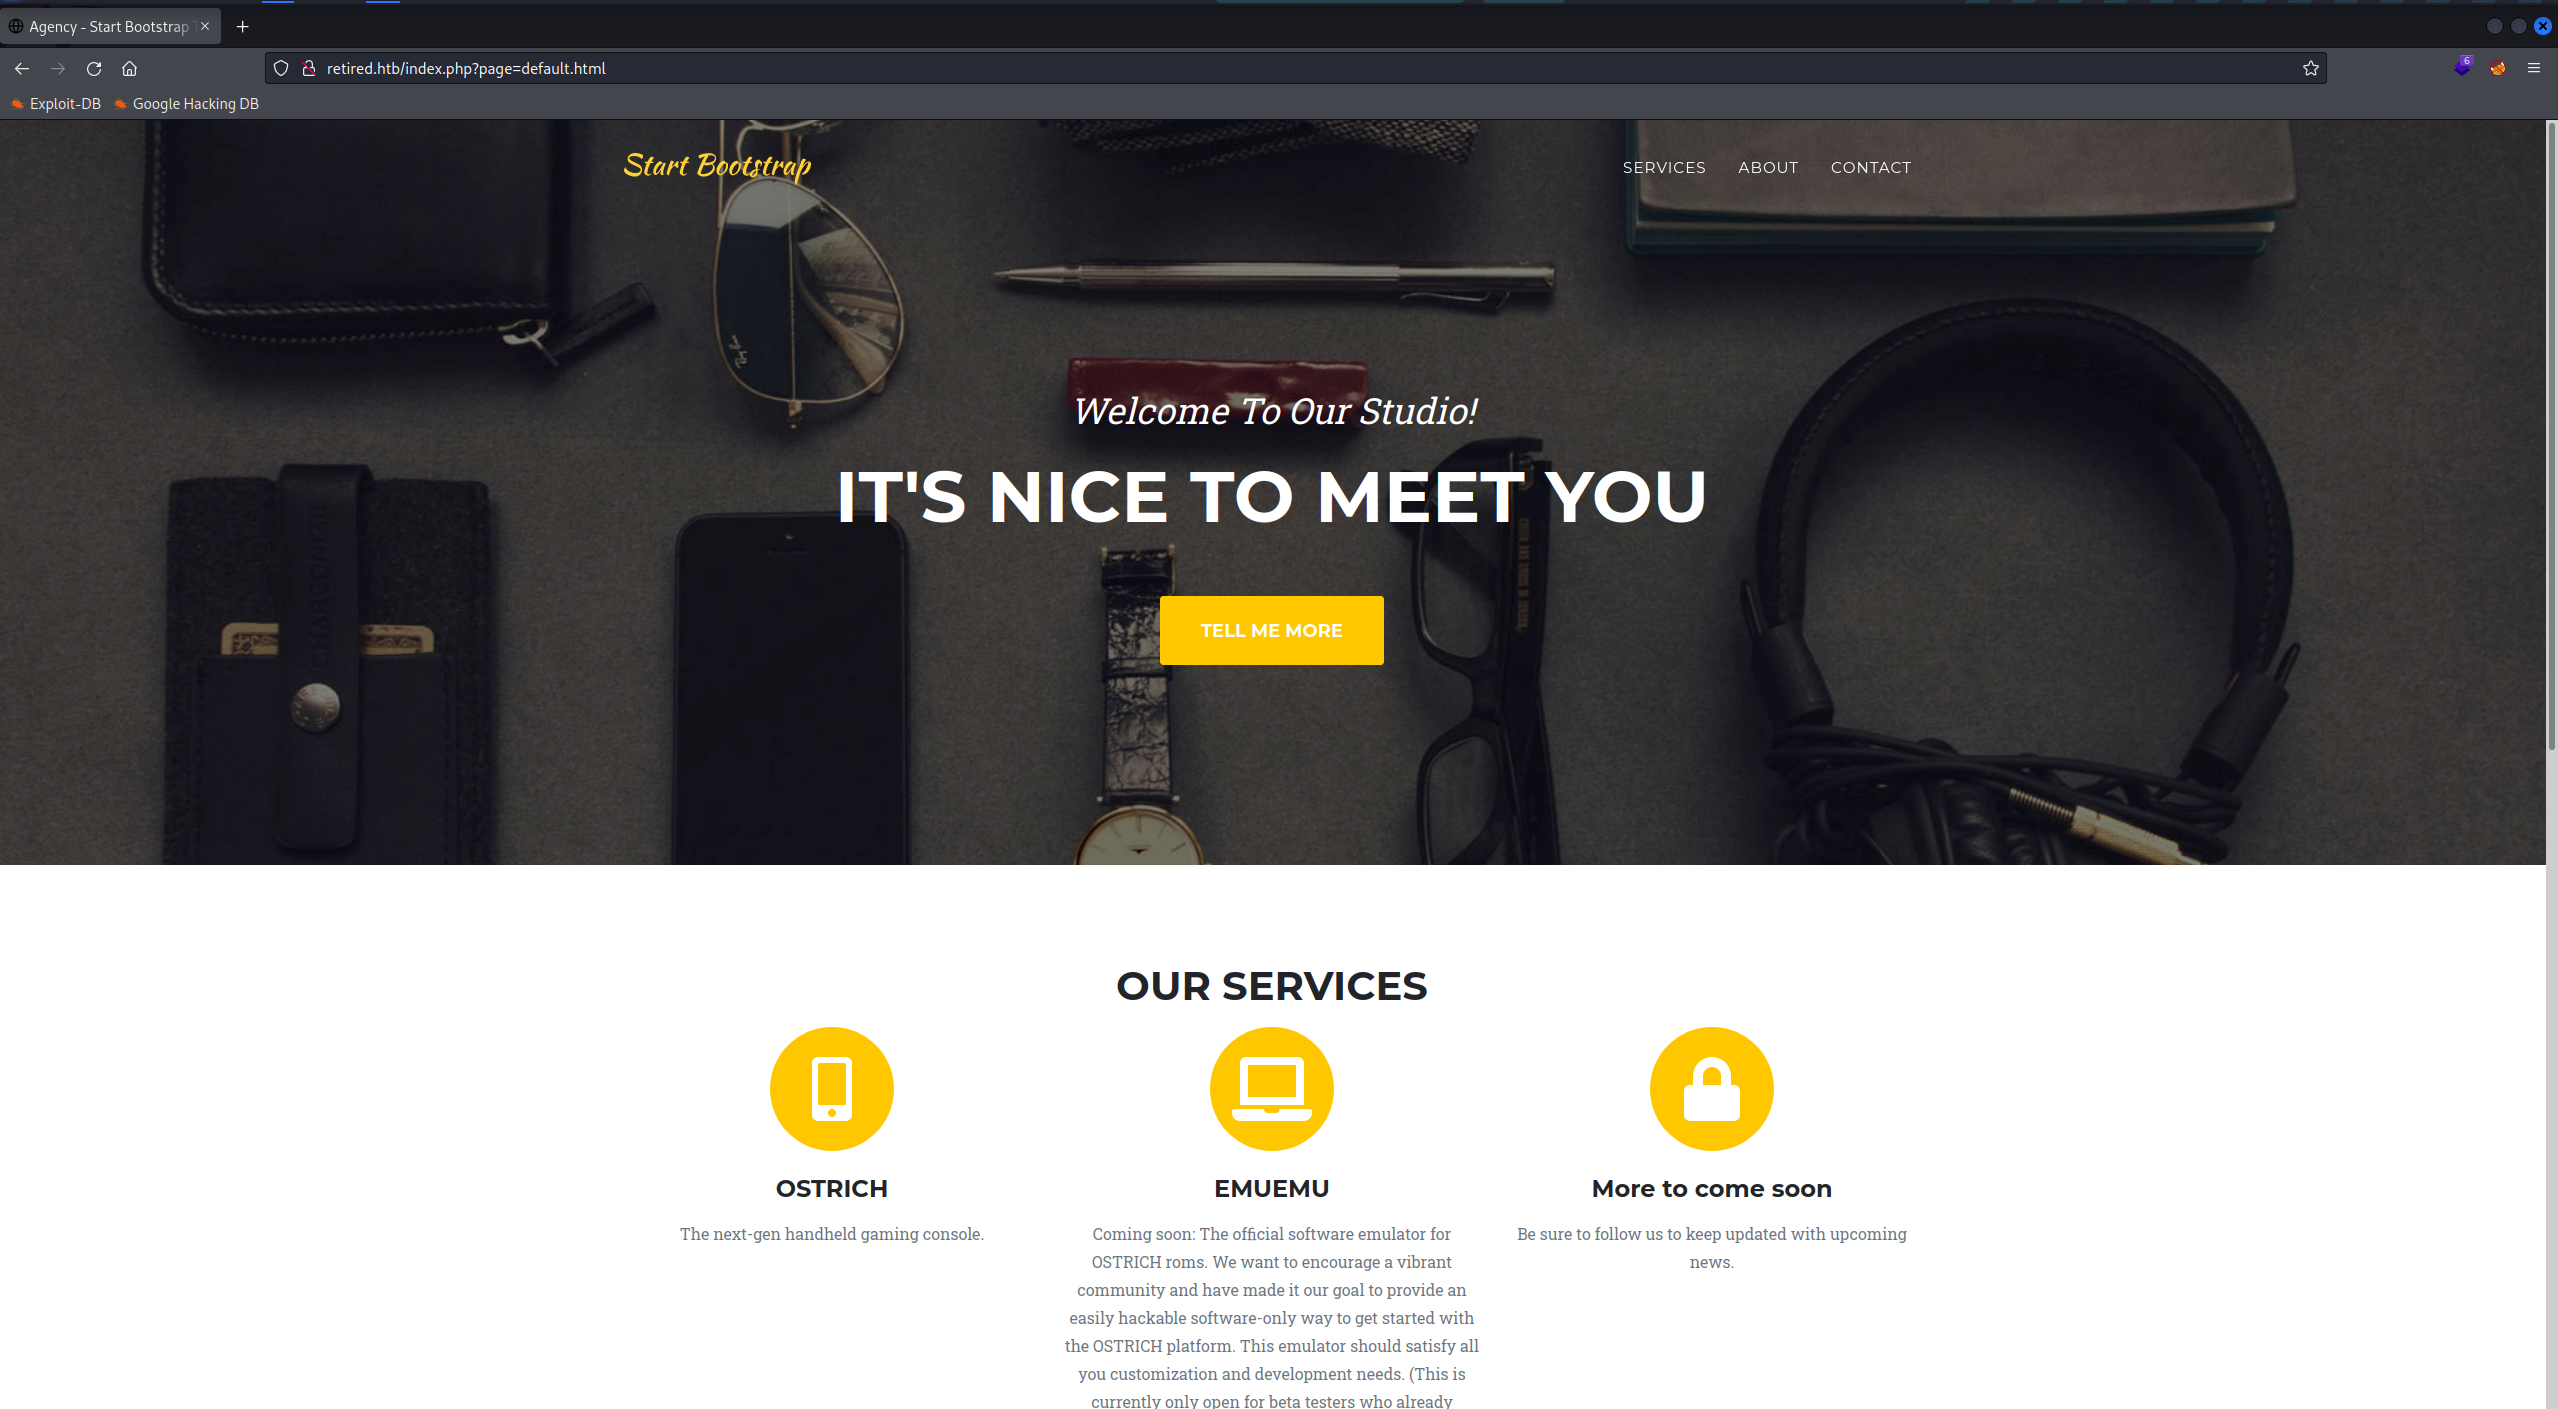 Agency - Start Bootstrap
retired.htb/index.php?page=default.html
6
Exploit-DB
Google Hacking DB
Start Bootstrap
SERVICES
ABOUT
CONTACT
Welcome To Our Studio!
IT'S NICE TO MEET YOU
TELL ME MORE
OUR SERVICES
OSTRICH
The next-gen handheld gaming console.
EMUEMU
Coming soon: The official software emulator for
OSTRICH roms. We want to encourage a vibrant
community and have made it our goal to provide an
easily hackable software-only way to get started with
the OSTRICH platform. This emulator should satisfy all
you customization and development needs. (This is
currently only open for beta testers who already
More to come soon
Be sure to follow us to keep updated with upcoming
news.